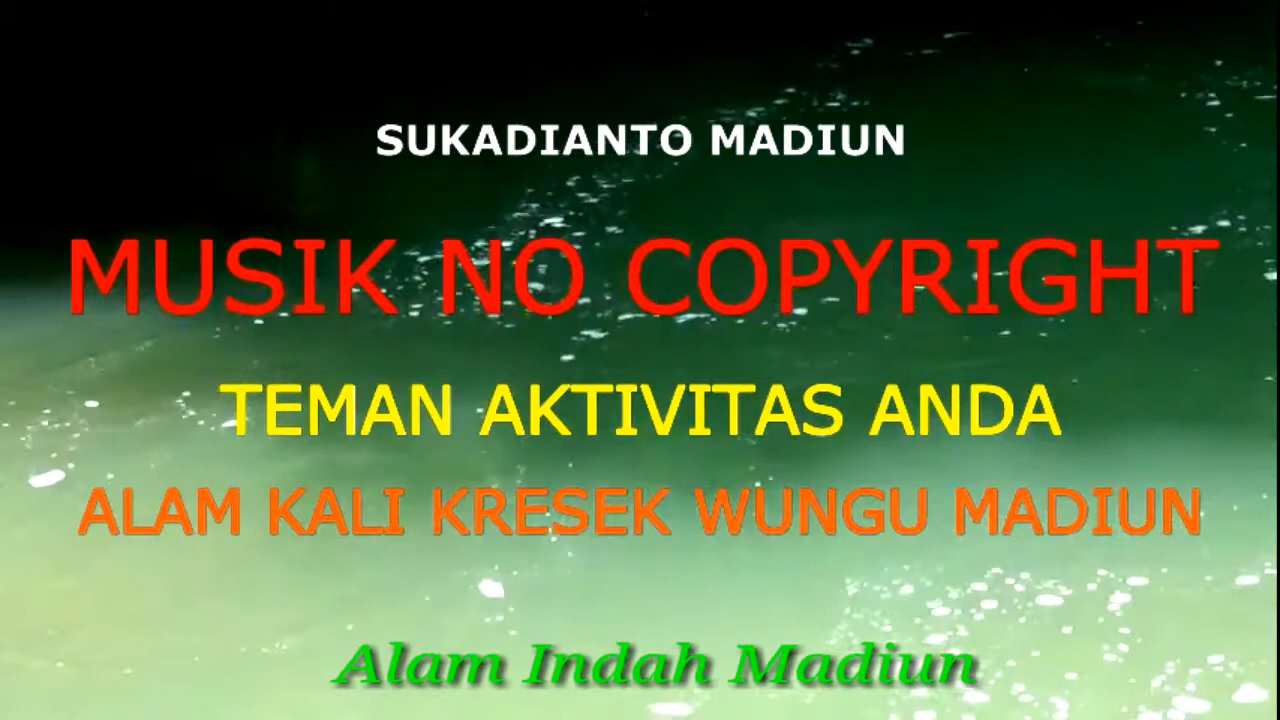 SUKADIANTO MADIUN
MUSIK NO COPYRIGHT
TEMAN AKTIVITAS ANDA
ALAM KALI KRESEK WUNGU MADIUN
Alam Indah Madiun